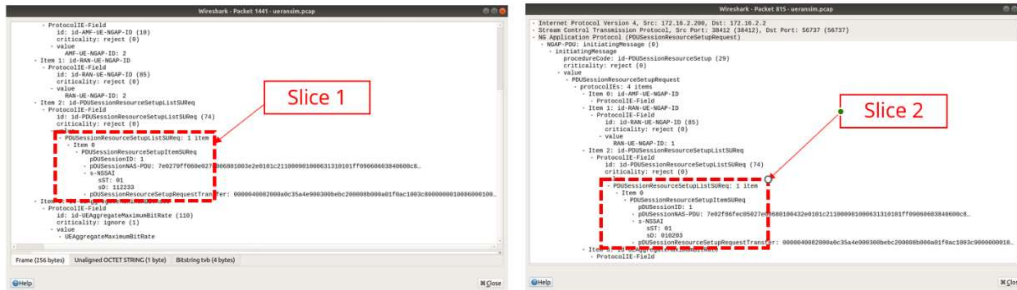 Wireshark - Packet 1441 - ueransim.pcap
ProtocolIE-Field
id: id-AMF-UE-NGAP-ID (10)
criticality: reject (0)
value
AMF-UE-NGAP-ID: 2
Item 1: id-RAN-UE-NGAP-ID
ProtocolIE-Field
id: id-RAN-UE-NGAP-ID (85)
criticality: reject (0)
value
RAN-UE-NGAP-ID: 2
Item 2: id-PDUSessionResourceSetupListSUReq
ProtocolIE-Field
id: id-PDUSessionResourceSetupListSUReq (74)
criticality: reject (0)
value
PDUSessionResourceSetupListSUReq: 1 item
Item 0
PDUSessionResourceSetupItemSUReq
pDUSessionID: 1
pDUSessionNAS-PDU:
s-NSSAI
sST: 01
sD: 112233
pDUSessionResourceSetupRequestTransfer:
ProtocolIE-Field
id: id-UEAggregateMaximumBitRate (110)
criticality: ignore (1)
value
UEAggregateMaximumBitRate
Frame (256 bytes) Unaligned OCTET STRING (1 byte) Bitstring tvb (4 bytes)
Help
Close
Slice 1
Wireshark - Packet 815 - ueransim.pcap
Internet Protocol Version 4, Src: 172.16.2.200, Dst: 172.16.2.2
Stream Control Transmission Protocol, Src Port: 38412 (38412), Dst Port: 56737 (56737)
NG Application Protocol (PDUSessionResourceSetupRequest)
NGAP-PDU: initiatingMessage (0)
initiatingMessage
procedureCode: id-PDUSessionResourceSetup (29)
criticality: reject (0)
value
PDUSessionResourceSetupRequest
protocolIEs: 4 items
Item 0: id-AMF-UE-NGAP-ID
ProtocolIE-Field
Item 1: id-RAN-UE-NGAP-ID
ProtocolIE-Field
id: id-RAN-UE-NGAP-ID (85)
criticality: reject (0)
value
RAN-UE-NGAP-ID: 1
Item 2: id-PDUSessionResourceSetupListSUReq
ProtocolIE-Field
id: id-PDUSessionResourceSetupListSUReq (74)
criticality: reject (0)
value
PDUSessionResourceSetupListSUReq: 1 item
Item 0
PDUSessionResourceSetupItemSUReq
pDUSessionID: 1
pDUSessionNAS-PDU:
s-NSSAI
sST: 01
sD: 010203
pDUSessionResourceSetupRequestTransfer:
ProtocolIE-Field
Help
Close
Slice 2